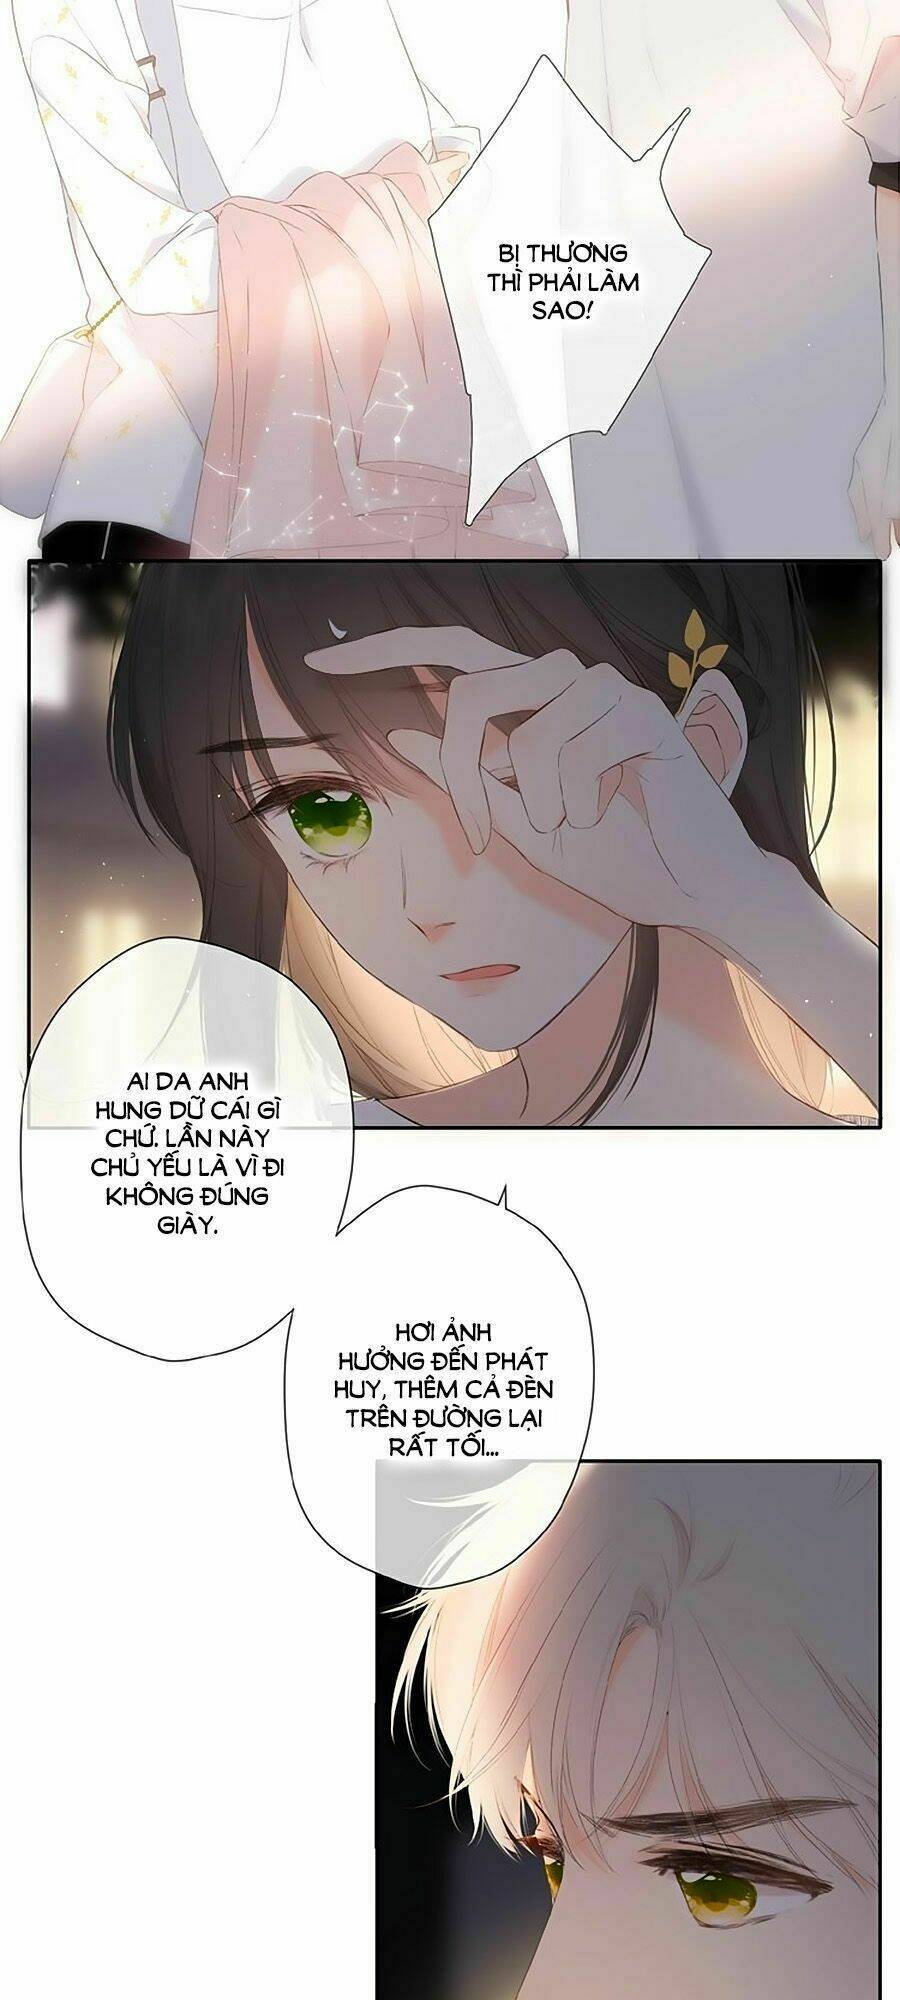 BỊ THƯƠNG
THÌ PHẢI LÀM
SAO!
AI DA ANH
HUNG DỮ CÁI GÌ
CHỨ. LẦN NÀY
CHỦ YẾU LÀ VÌ ĐI
KHÔNG ĐÚNG
GIÀY.
HƠI ẢNH
HƯỞNG ĐẾN PHÁT
HUY, THÊM CẢ ĐÈN
TRÊN ĐƯỜNG LẠI
RẤT TỐI...